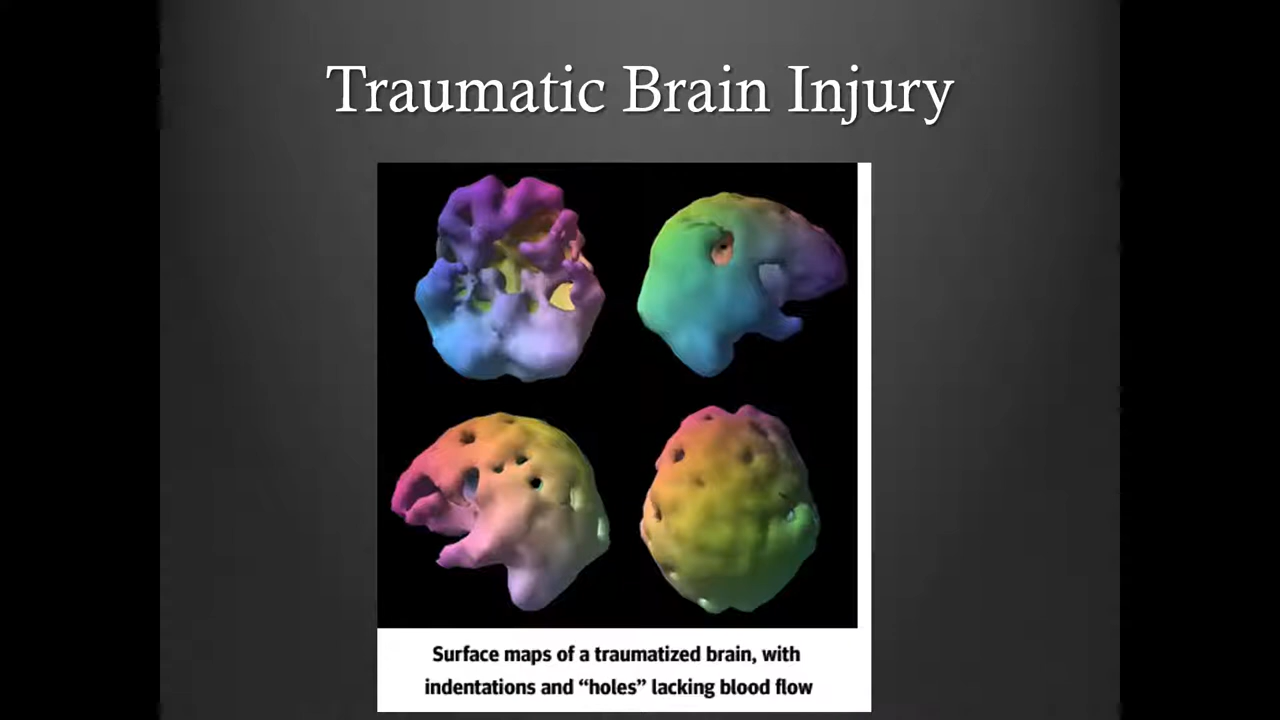 Traumatic Brain Injury
Surface maps of a traumatized brain, with
indentations and “holes” lacking blood flow